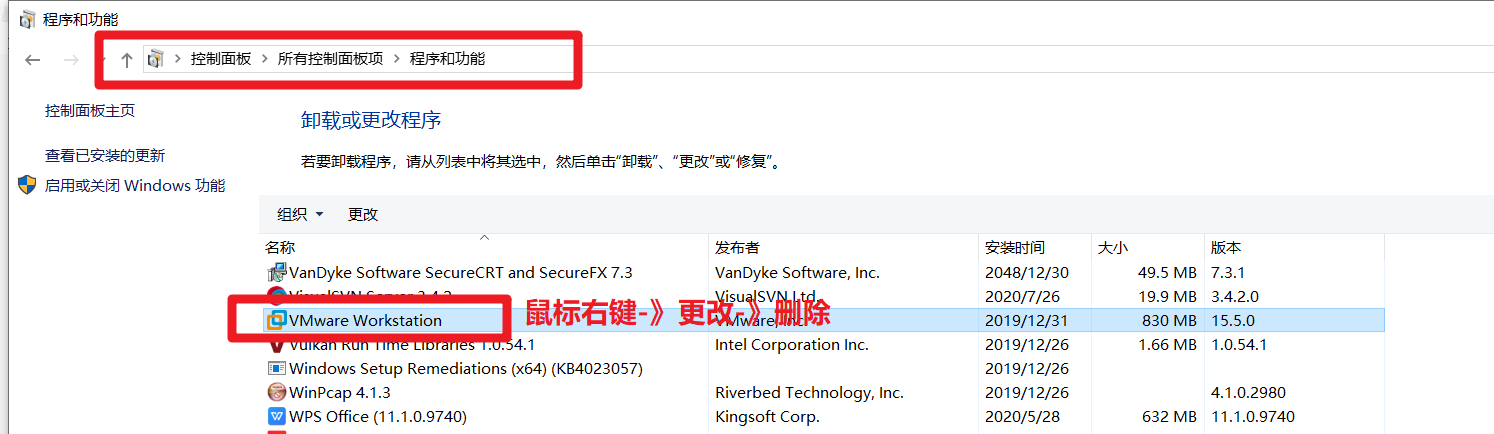 程序和功能
控制面板 > 所有控制面板项 > 程序和功能
控制面板主页
查看已安装的更新
启用或关闭 Windows 功能
卸载或更改程序
若要卸载程序，请从列表中将其选中，然后单击“卸载”、“更改”或“修复”。
组织 更改
名称 发布者 安装时间 大小 版本
VanDyke Software SecureCRT and SecureFX 7.3 VanDyke Software, Inc. 2048/12/30 49.5 MB 7.3.1
VisualSVN Server 3.4.2 VisualSVN Ltd. 2020/7/26 19.9 MB 3.4.2.0
鼠标右键-》更改-》删除
VMware Workstation VMware, Inc. 2019/12/31 830 MB 15.5.0
Vulkan Run Time Libraries 1.0.54.1 Intel Corporation Inc. 2019/12/26 1.66 MB 1.0.54.1
Windows Setup Remediations (x64) (KB4023057) 2019/12/26
WinPcap 4.1.3 Riverbed Technology, Inc. 2019/12/26 4.1.0.2980
WPS Office (11.1.0.9740) Kingsoft Corp. 2020/5/28 632 MB 11.1.0.9740